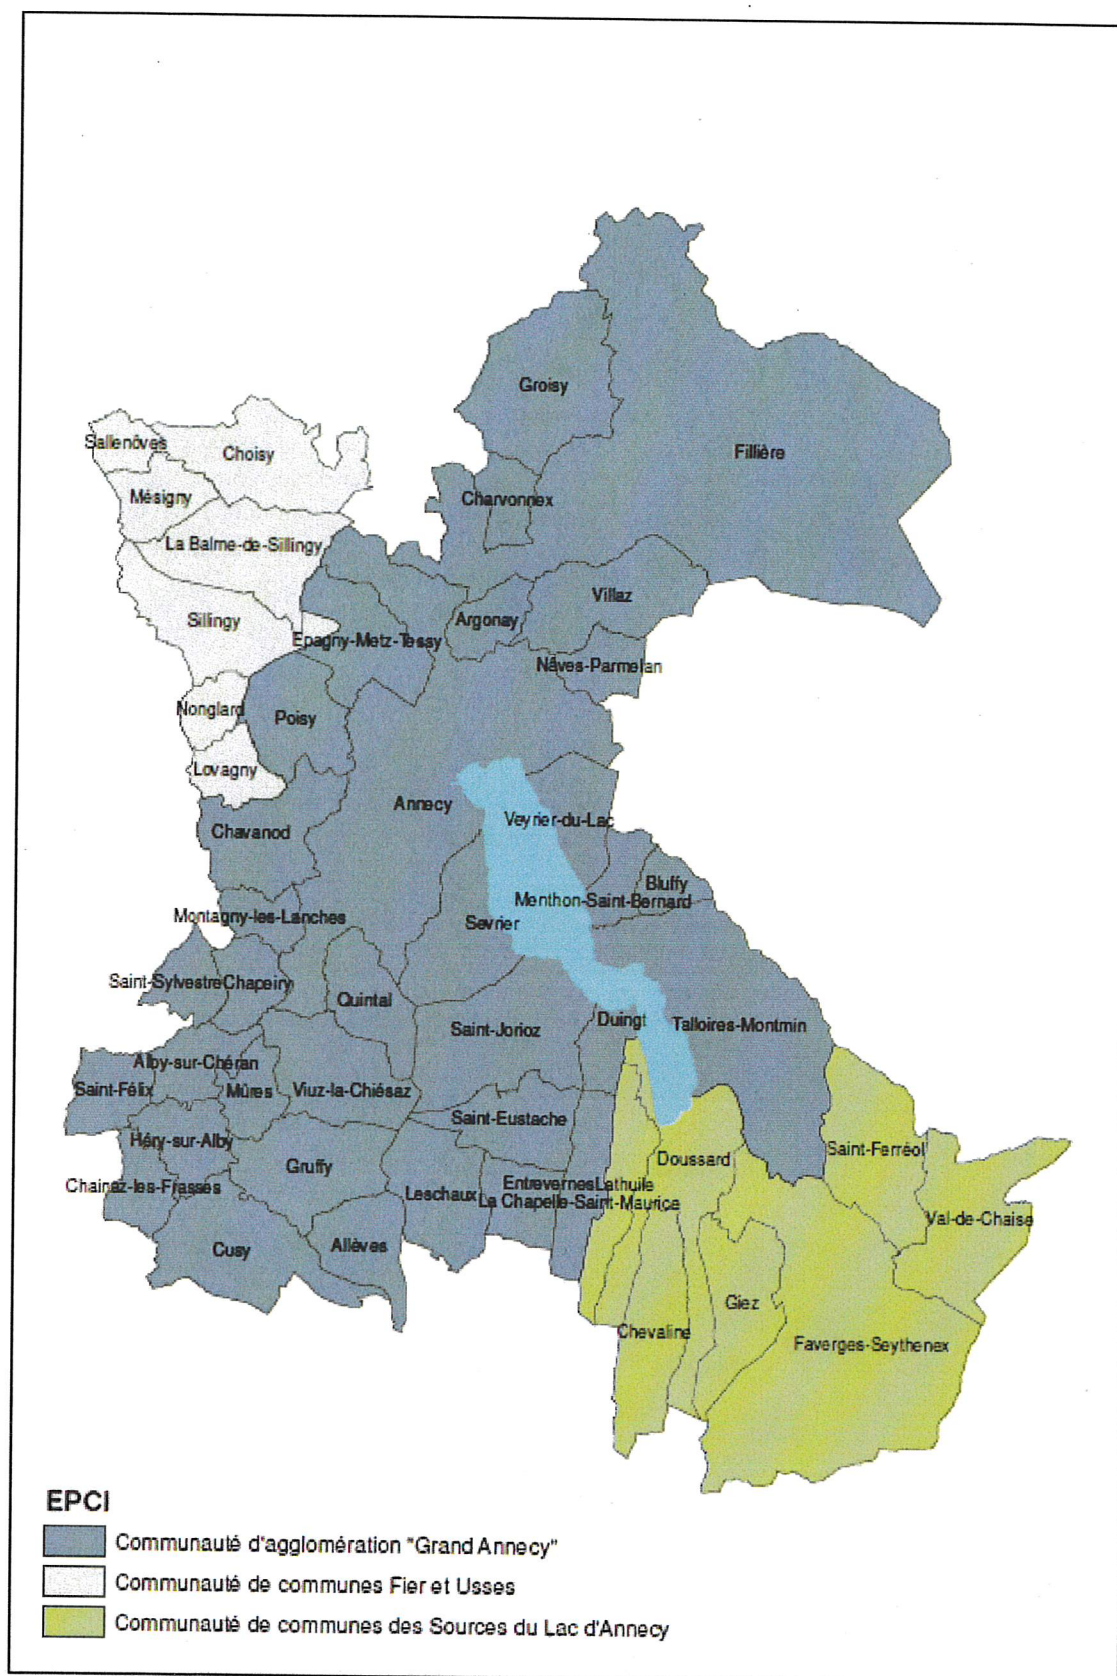 Groisy
Fillière
Sallenôves
Choisy
Mésigny
Charvonnex
La Balme-de-Sillingy
Villaz
Sillingy
Argonay
Epagny-Metz-Tessy
Nâves-Parmelan
Nonglard
Poisy
Lovagny
Annecy
Veyrier-du-Lac
Chavanod
Bluffy
Menthon-Saint-Bernard
Montagny-les-Lanches
Sevrier
Saint-Sylvestre
Chapeiry
Quintal
Duingt
Talloires-Montmin
Saint-Jorioz
Alby-sur-Chéran
Saint-Félix
Mûres
Viuz-la-Chiésaz
Saint-Eustache
Héry-sur-Alby
Doussard
Saint-Ferréol
Gruffy
Chainaz-les-Frasses
Leschaux
Entrevernes
Lathuile
La Chapelle-Saint-Maurice
Val-de-Chaise
Cusy
Allèves
Giez
Chevaline
Faverges-Seythenex
EPCI
Communauté d'agglomération "Grand Annecy"
Communauté de communes Fier et Usses
Communauté de communes des Sources du Lac d'Annecy